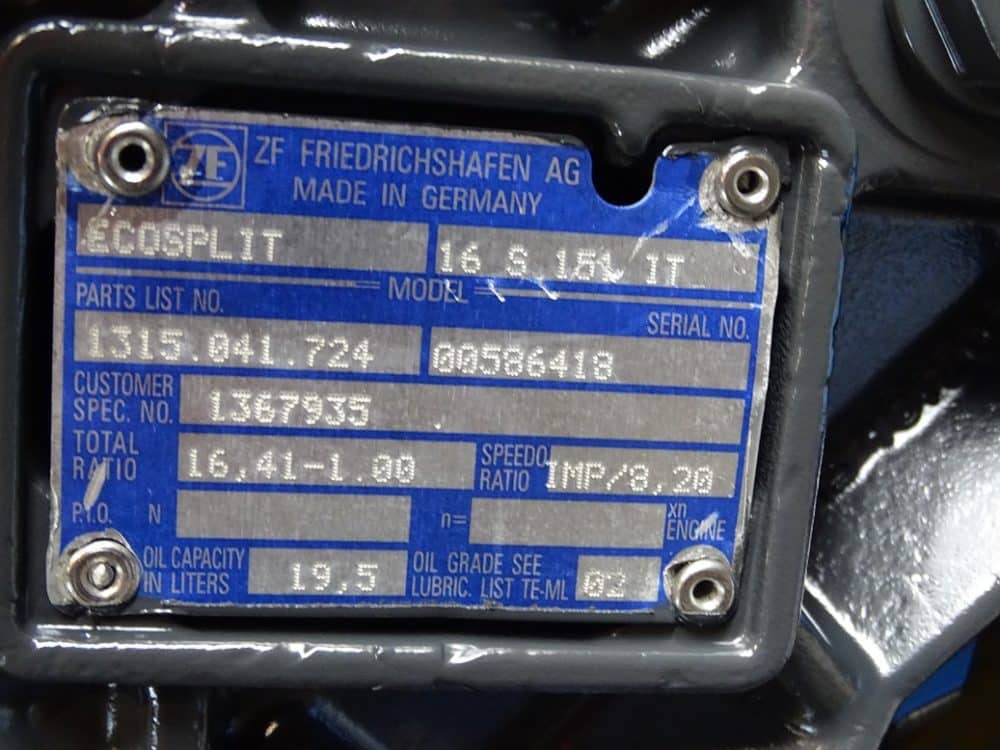 ZF
ZF FRIEDRICHSHAFEN AG
MADE IN GERMANY
ECOSPLIT 16 S 151 IT
MODEL
PARTS LIST NO. SERIAL NO.
1315.041.724 00586418
CUSTOMER
SPEC. NO. 1367935
TOTAL
RATIO 16,41-1.00 SPEEDO
RATIO IMP/8,20
P.T.O. N n= xn
ENGINE
OIL CAPACITY
IN LITERS 19,5 OIL GRADE SEE
LUBRIC. LIST TE-ML 02